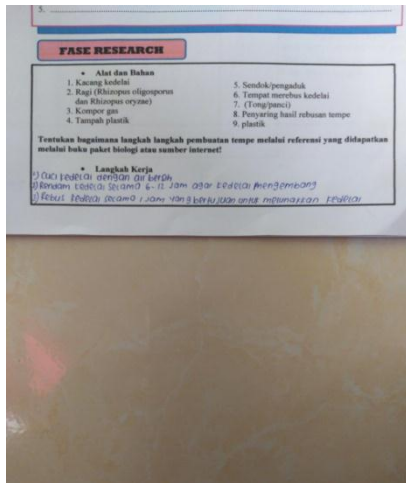 5.
FASE RESEARCH
• Alat dan Bahan
1. Kacang kedelai
2. Ragi (Rhizopus oligosporus
dan Rhizopus oryzae)
3. Kompor gas
4. Tampah plastik
5. Sendok/pengaduk
6. Tempat merebus kedelai
7. (Tong/panci)
8. Penyaring hasil rebusan tempe
9. plastik
Tentukan bagaimana langkah langkah pembuatan tempe melalui referensi yang didapatkan
melalui buku paket biologi atau sumber internet!
• Langkah Kerja
1) Cuci kedelai dengan air bersih
2) Rendam kedelai selama 6-12 jam agar kedelai mengembang
3) Rebus kedelai selama 1 jam yang bertujuan untuk melunakkan kedelai